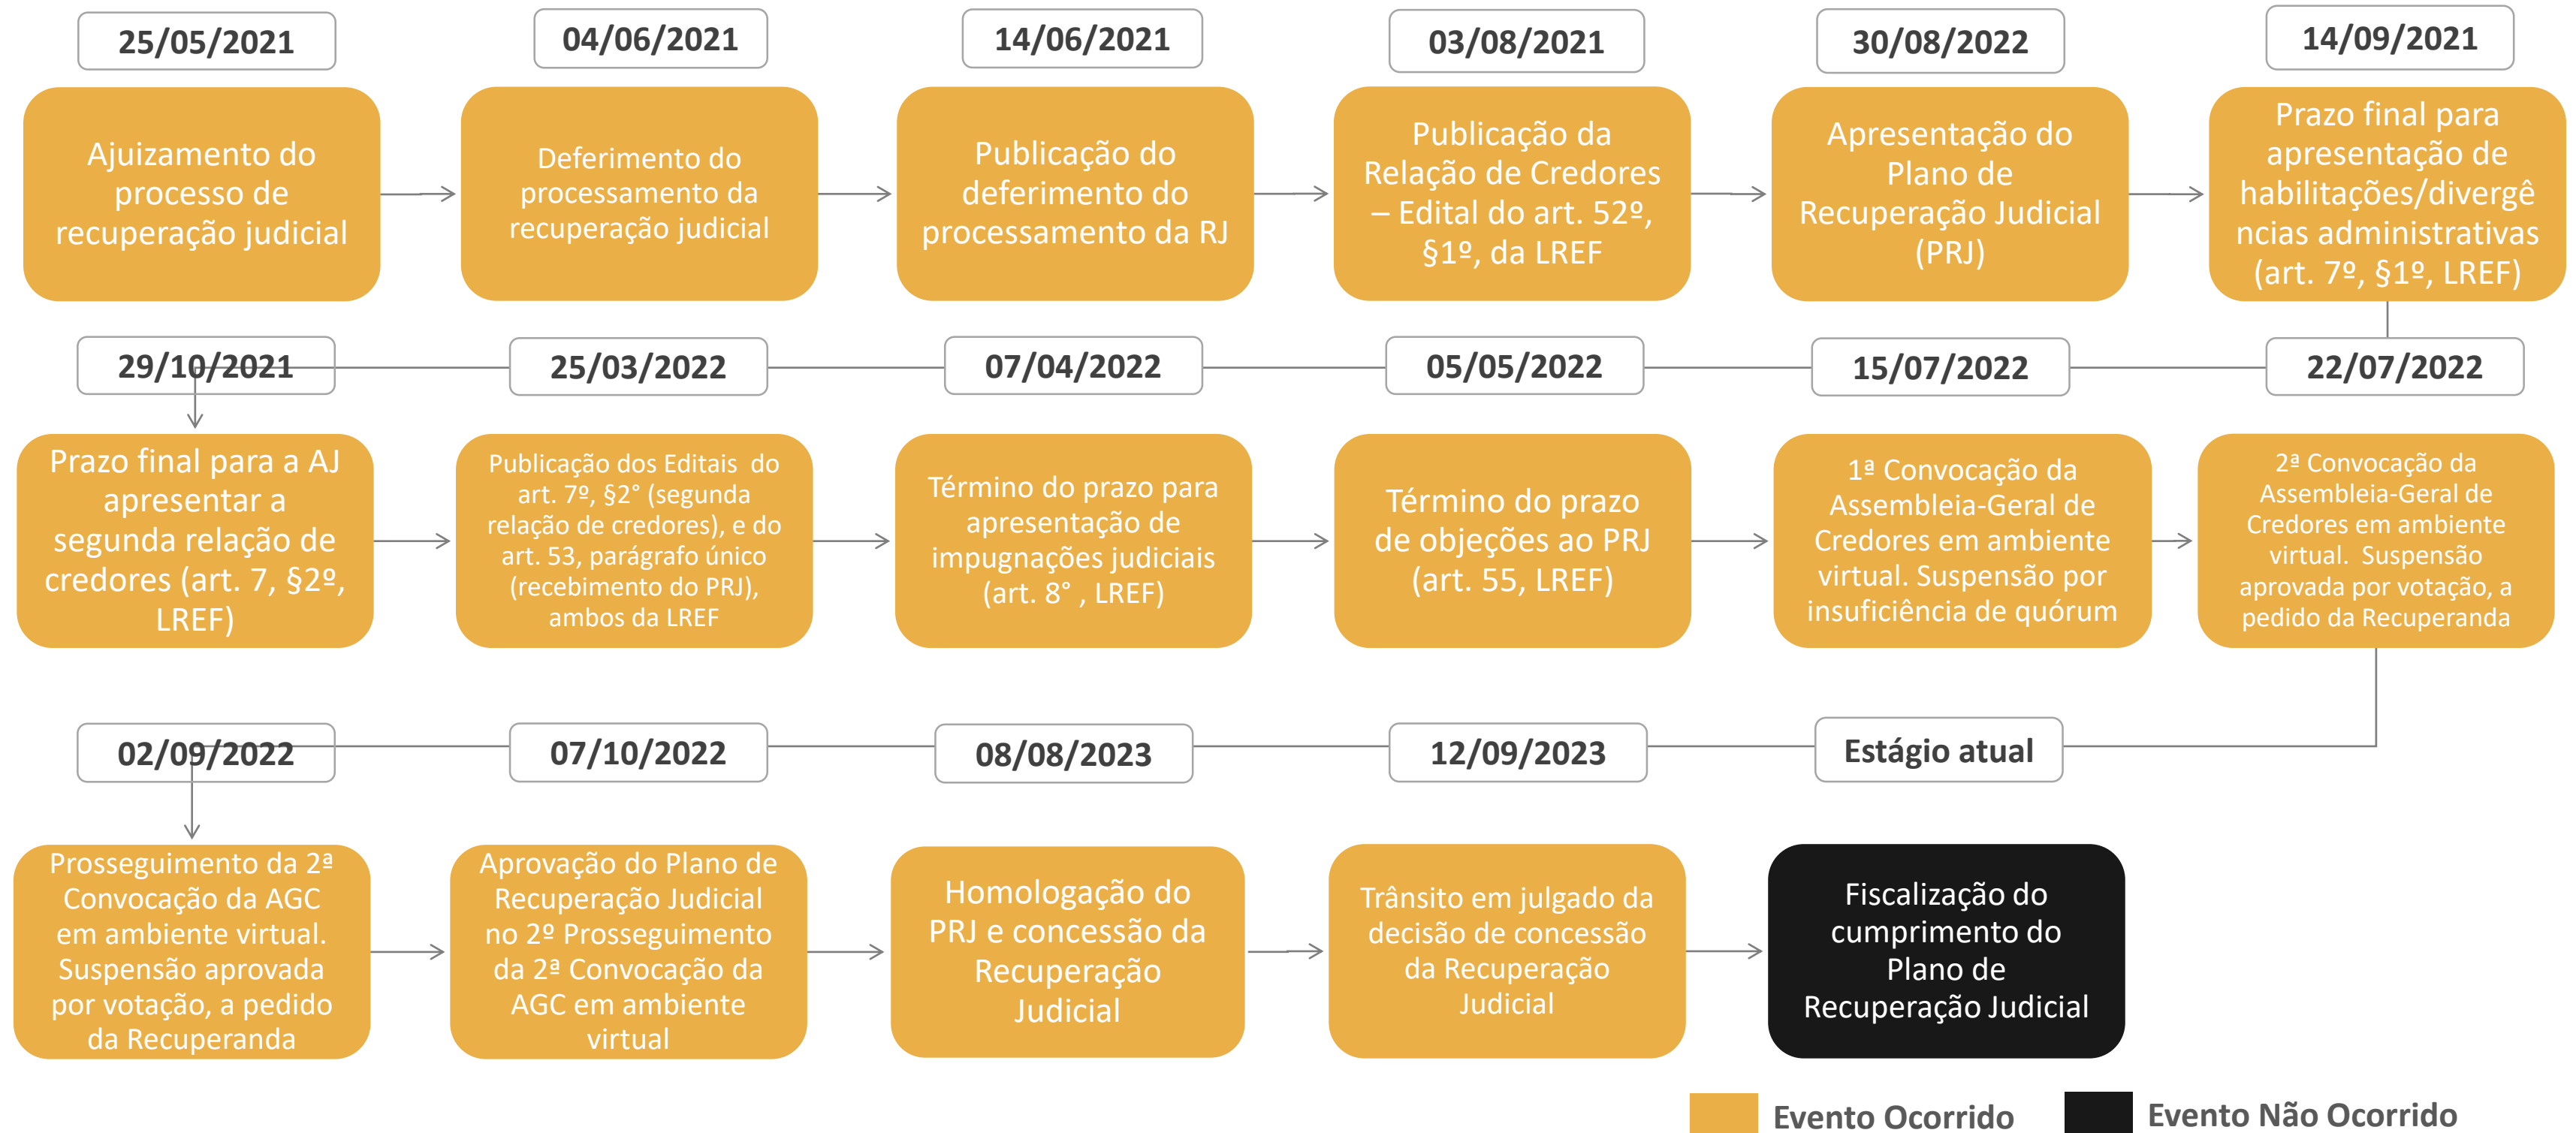 25/05/2021
Ajuizamento do
processo de
recuperação judicial
04/06/2021
Deferimento do
processamento da
recuperação judicial
14/06/2021
Publicação do
deferimento do
processamento da RJ
03/08/2021
Publicação da
Relação de Credores
– Edital do art. 52º,
§1º, da LREF
30/08/2022
Apresentação do
Plano de
Recuperação Judicial
(PRJ)
14/09/2021
Prazo final para
apresentação de
habilitações/divergê
ncias administrativas
(art. 7º, §1º, LREF)
29/10/2021
Prazo final para a AJ
apresentar a
segunda relação de
credores (art. 7, §2º,
LREF)
25/03/2022
Publicação dos Editais  do
art. 7º, §2° (segunda
relação de credores), e do
art. 53, parágrafo único
(recebimento do PRJ),
ambos da LREF
07/04/2022
Término do prazo para
apresentação de
impugnações judiciais
(art. 8° , LREF)
05/05/2022
Término do prazo
de objeções ao PRJ
(art. 55, LREF)
15/07/2022
1ª Convocação da
Assembleia-Geral de
Credores em ambiente
virtual. Suspensão por
insuficiência de quórum
22/07/2022
2ª Convocação da
Assembleia-Geral de
Credores em ambiente
virtual.  Suspensão
aprovada por votação, a
pedido da Recuperanda
02/09/2022
Prosseguimento da 2ª
Convocação da AGC
em ambiente virtual.
Suspensão aprovada
por votação, a pedido
da Recuperanda
07/10/2022
Aprovação do Plano de
Recuperação Judicial
no 2º Prosseguimento
da 2ª Convocação da
AGC em ambiente
virtual
08/08/2023
Homologação do
PRJ e concessão da
Recuperação
Judicial
12/09/2023
Trânsito em julgado da
decisão de concessão
da Recuperação
Judicial
Estágio atual
Fiscalização do
cumprimento do
Plano de
Recuperação Judicial
Evento Ocorrido
Evento Não Ocorrido